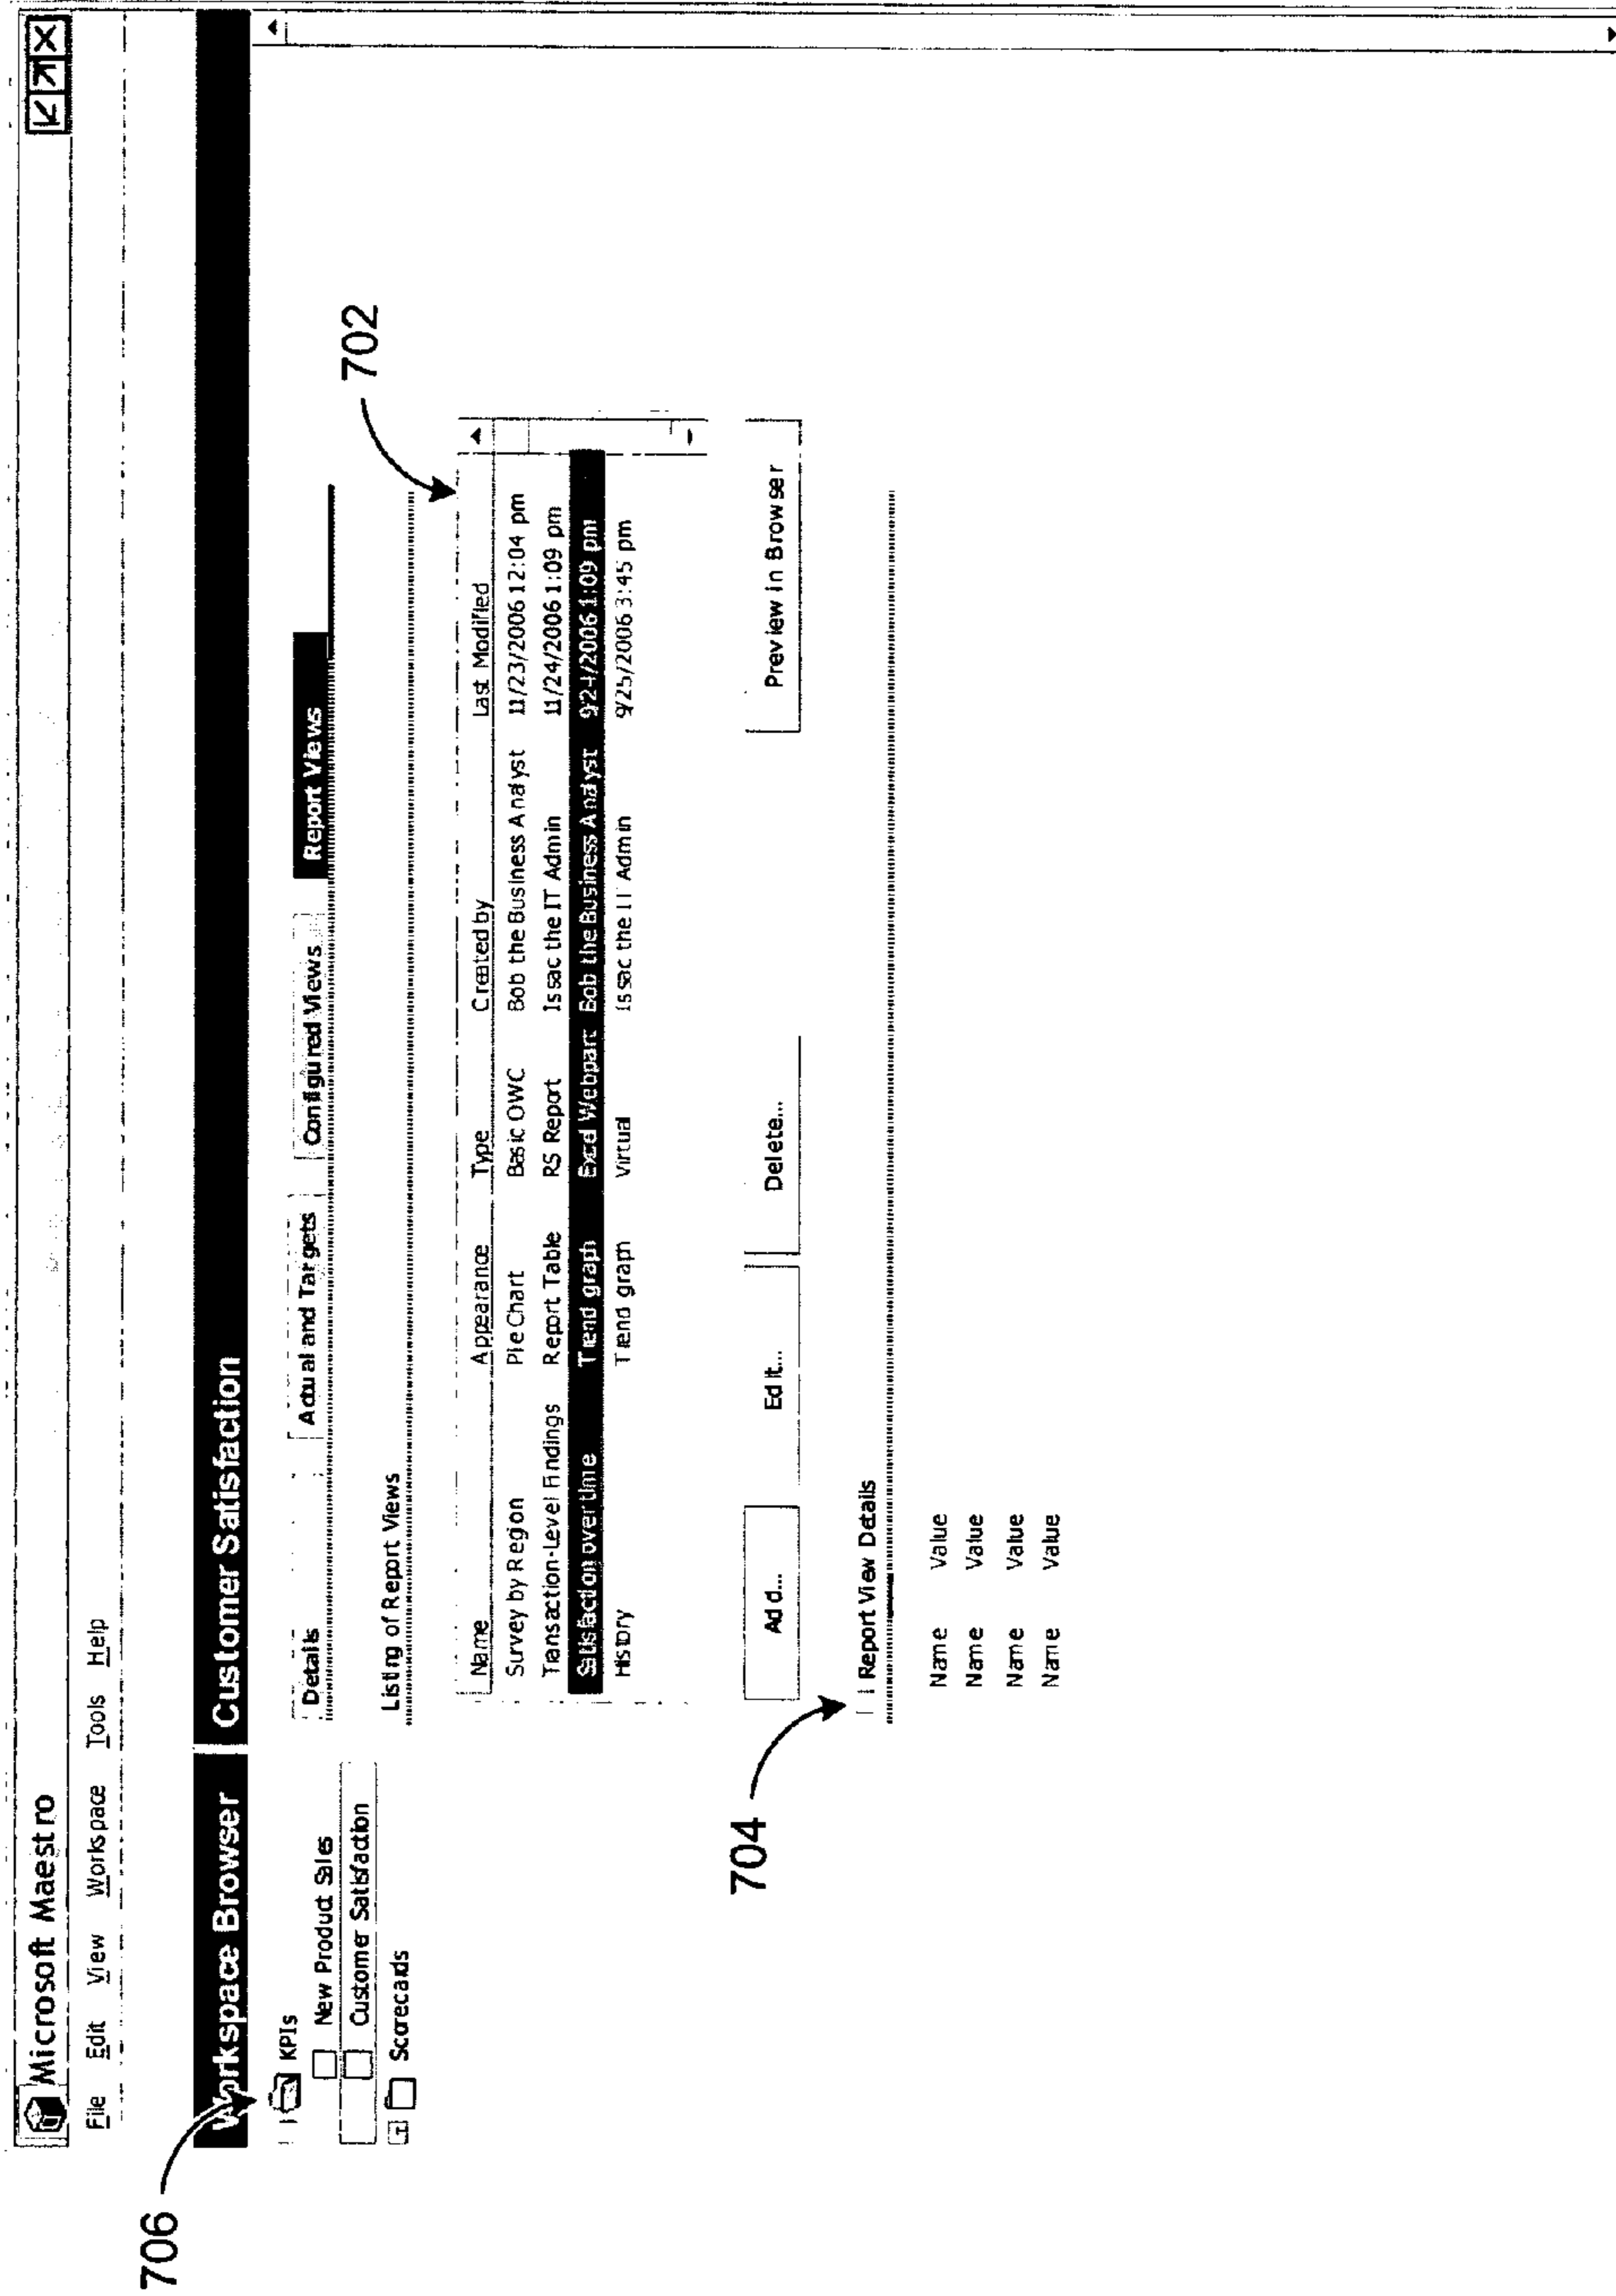 Microsoft Maestro
File Edit View Workspace Tools Help
Workspace Browser Customer Satisfaction
706
KPIs
New Product Sales
Customer Satisfaction
Scorecards
Details Actual and Targets Configured Views Report Views
Listing of Report Views
702
Name Appearance Type Created by Last Modified
Survey by Region Pie Chart Basic OWC Bob the Business Analyst 11/23/2006 12:04 pm
Transaction-Level Findings Report Table RS Report Issac the IT Admin 11/24/2006 1:09 pm
Satisfaction overtime Trend graph Excel Webpart Bob the Business Analyst 9/24/2006 1:09 pm
History Trend graph Virtual Issac the IT Admin 9/25/2006 3:45 pm
Add... Edit... Delete... Preview in Browser
704
Report View Details
Name Value
Name Value
Name Value
Name Value